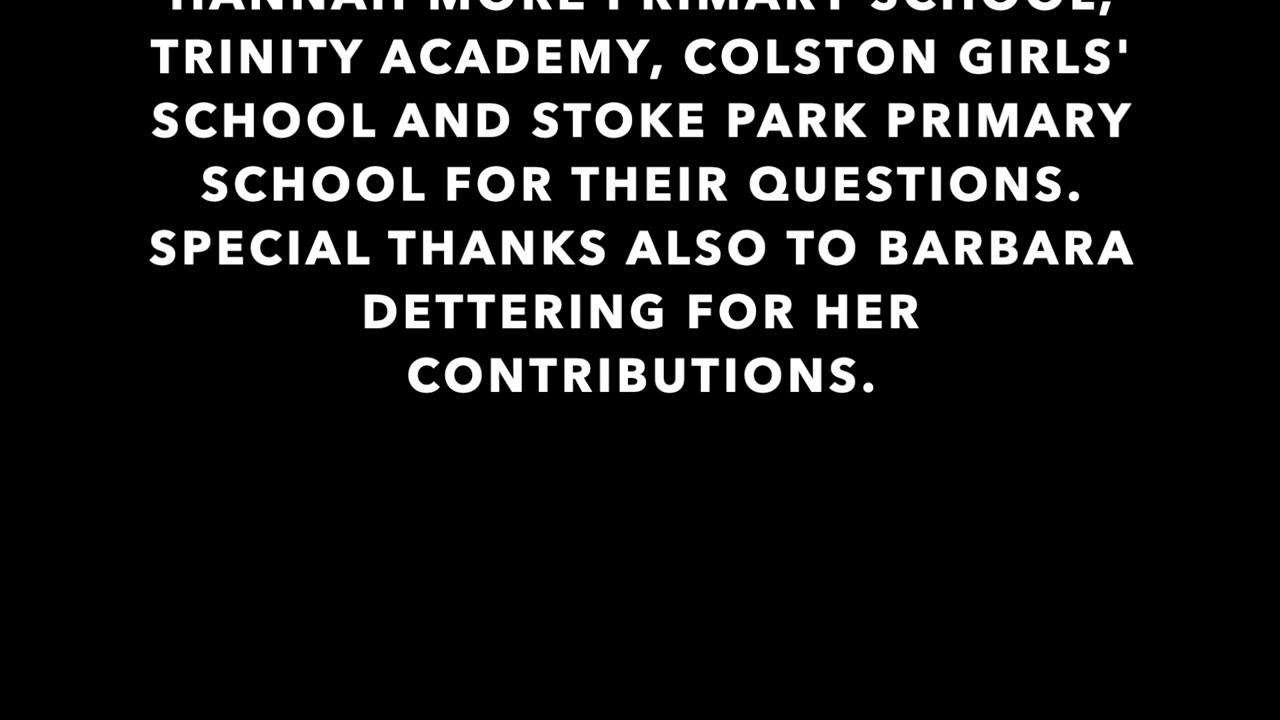 HANNAH MORE PRIMARY SCHOOL,
TRINITY ACADEMY, COLSTON GIRLS'
SCHOOL AND STOKE PARK PRIMARY
SCHOOL FOR THEIR QUESTIONS.
SPECIAL THANKS ALSO TO BARBARA
DETTERING FOR HER
CONTRIBUTIONS.